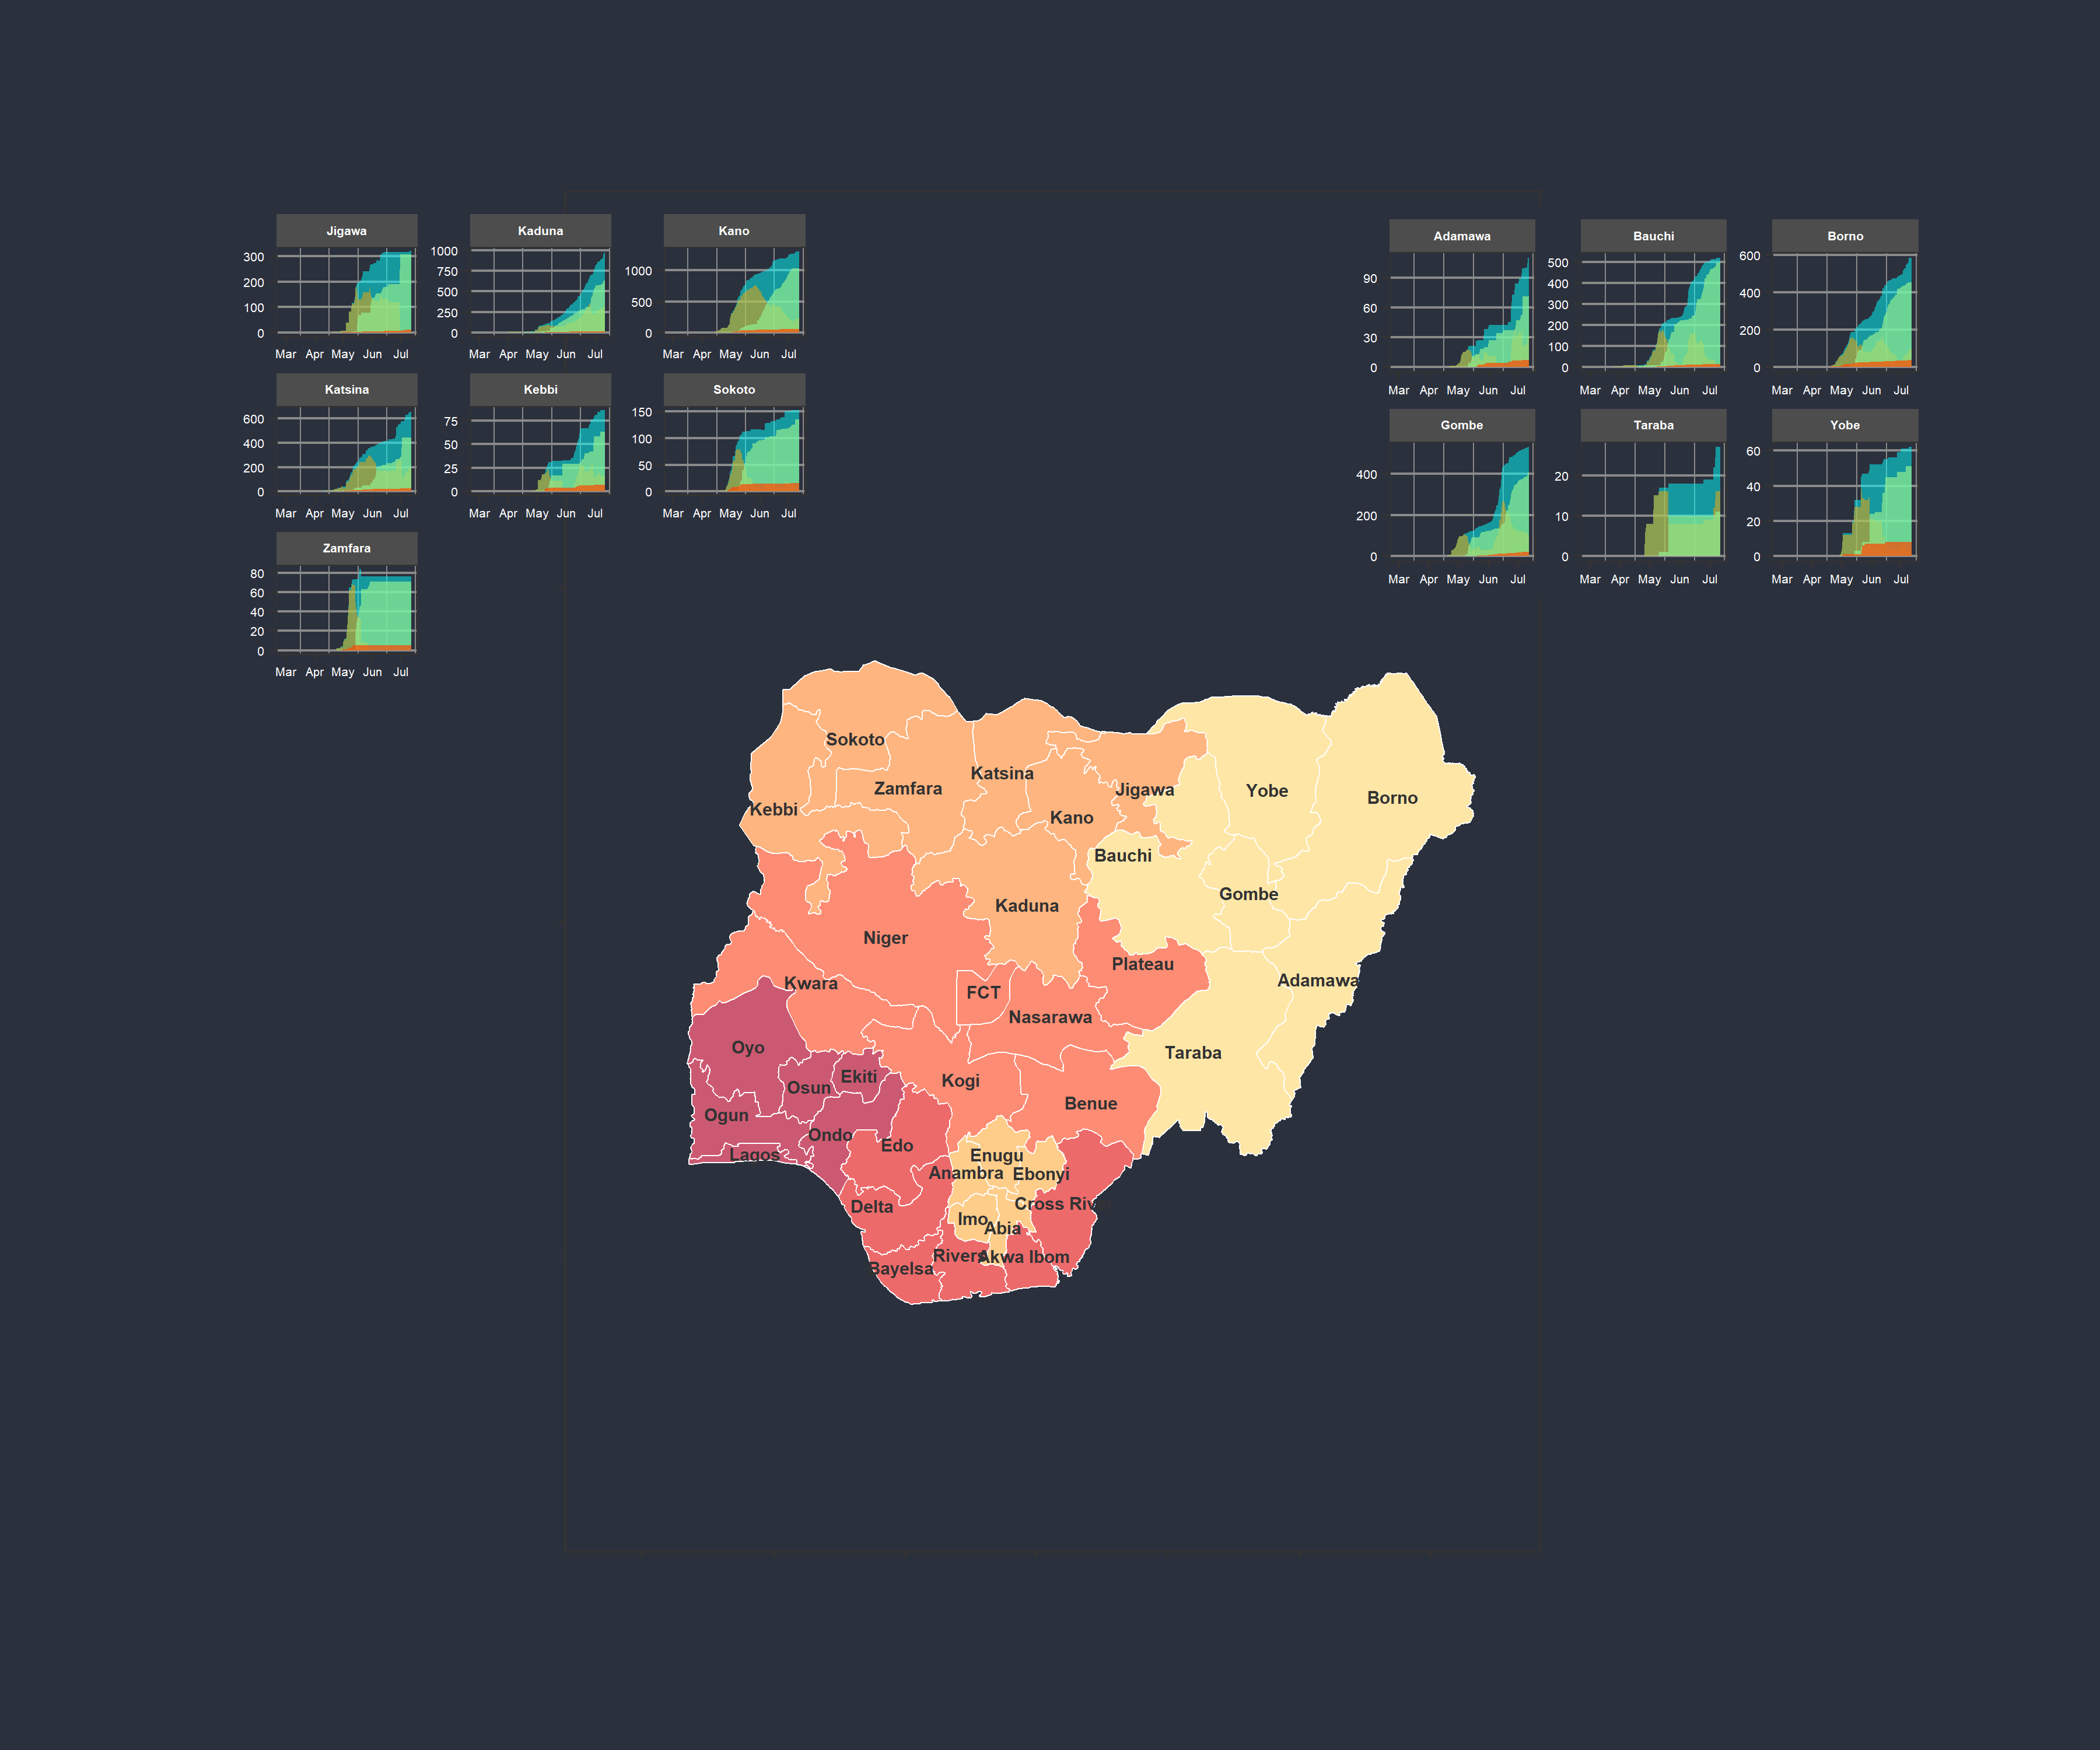 Jigawa
300
200
100
0
Mar Apr May Jun Jul
Kaduna
1000
750
500
250
0
Mar Apr May Jun Jul
Kano
1000
500
0
Mar Apr May Jun Jul
Katsina
600
400
200
0
Mar Apr May Jun Jul
Kebbi
75
50
25
0
Mar Apr May Jun Jul
Sokoto
150
100
50
0
Mar Apr May Jun Jul
Zamfara
80
60
40
20
0
Mar Apr May Jun Jul
Adamawa
90
60
30
0
Mar Apr May Jun Jul
Bauchi
500
400
300
200
100
0
Mar Apr May Jun Jul
Borno
600
400
200
0
Mar Apr May Jun Jul
Gombe
400
200
0
Mar Apr May Jun Jul
Taraba
20
10
0
Mar Apr May Jun Jul
Yobe
60
40
20
0
Mar Apr May Jun Jul
Sokoto
Katsina
Zamfara
Jigawa
Yobe
Borno
Kebbi
Kano
Bauchi
Gombe
Kaduna
Niger
Plateau
Adamawa
Kwara
FCT
Nasarawa
Oyo
Taraba
Ekiti
Osun
Kogi
Benue
Ogun
Ondo
Edo
Lagos
Enugu
Anambra
Ebonyi
Delta
Cross Riv
Imo
Abia
Rivers
Akwa Ibom
Bayelsa